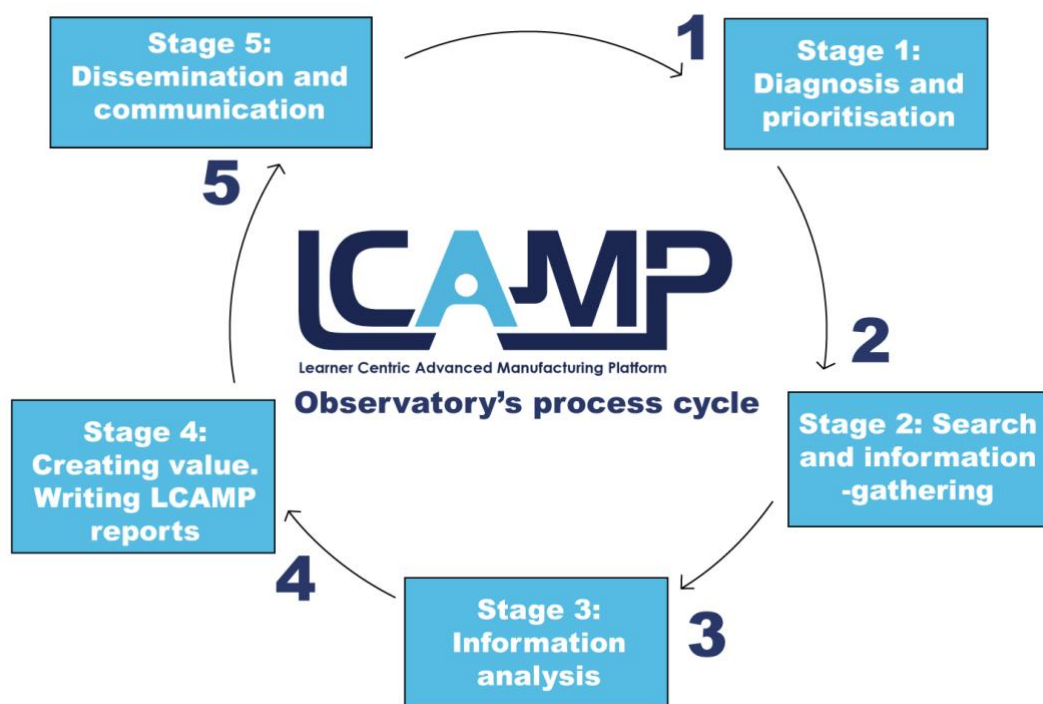 1
Stage 1:
Diagnosis and
prioritisation
2
Stage 2: Search
and information
-gathering
3
Stage 3:
Information
analysis
4
Stage 4:
Creating value.
Writing LCAMP
reports
5
Stage 5:
Dissemination and
communication
LCAMP
Learner Centric Advanced Manufacturing Platform
Observatory's process cycle